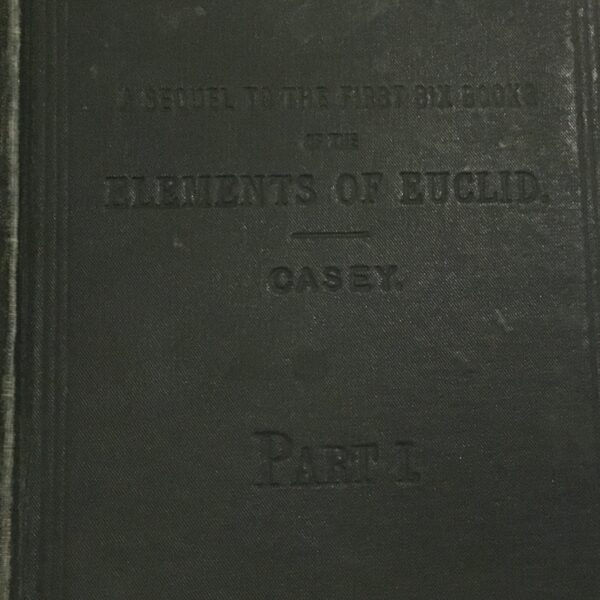 A SEQUEL TO THE FIRST SIX BOOKS
OF THE
ELEMENTS OF EUCLID.
CASEY.
PART I.